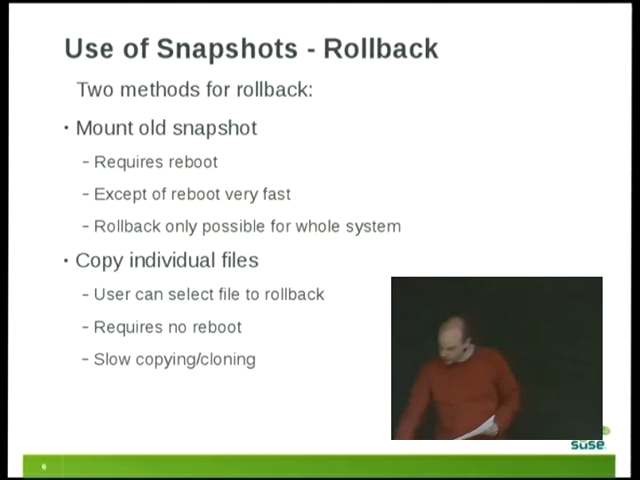 Use of Snapshots - Rollback
Two methods for rollback:
• Mount old snapshot
– Requires reboot
– Except of reboot very fast
– Rollback only possible for whole system
• Copy individual files
– User can select file to rollback
– Requires no reboot
– Slow copying/cloning
suse
6